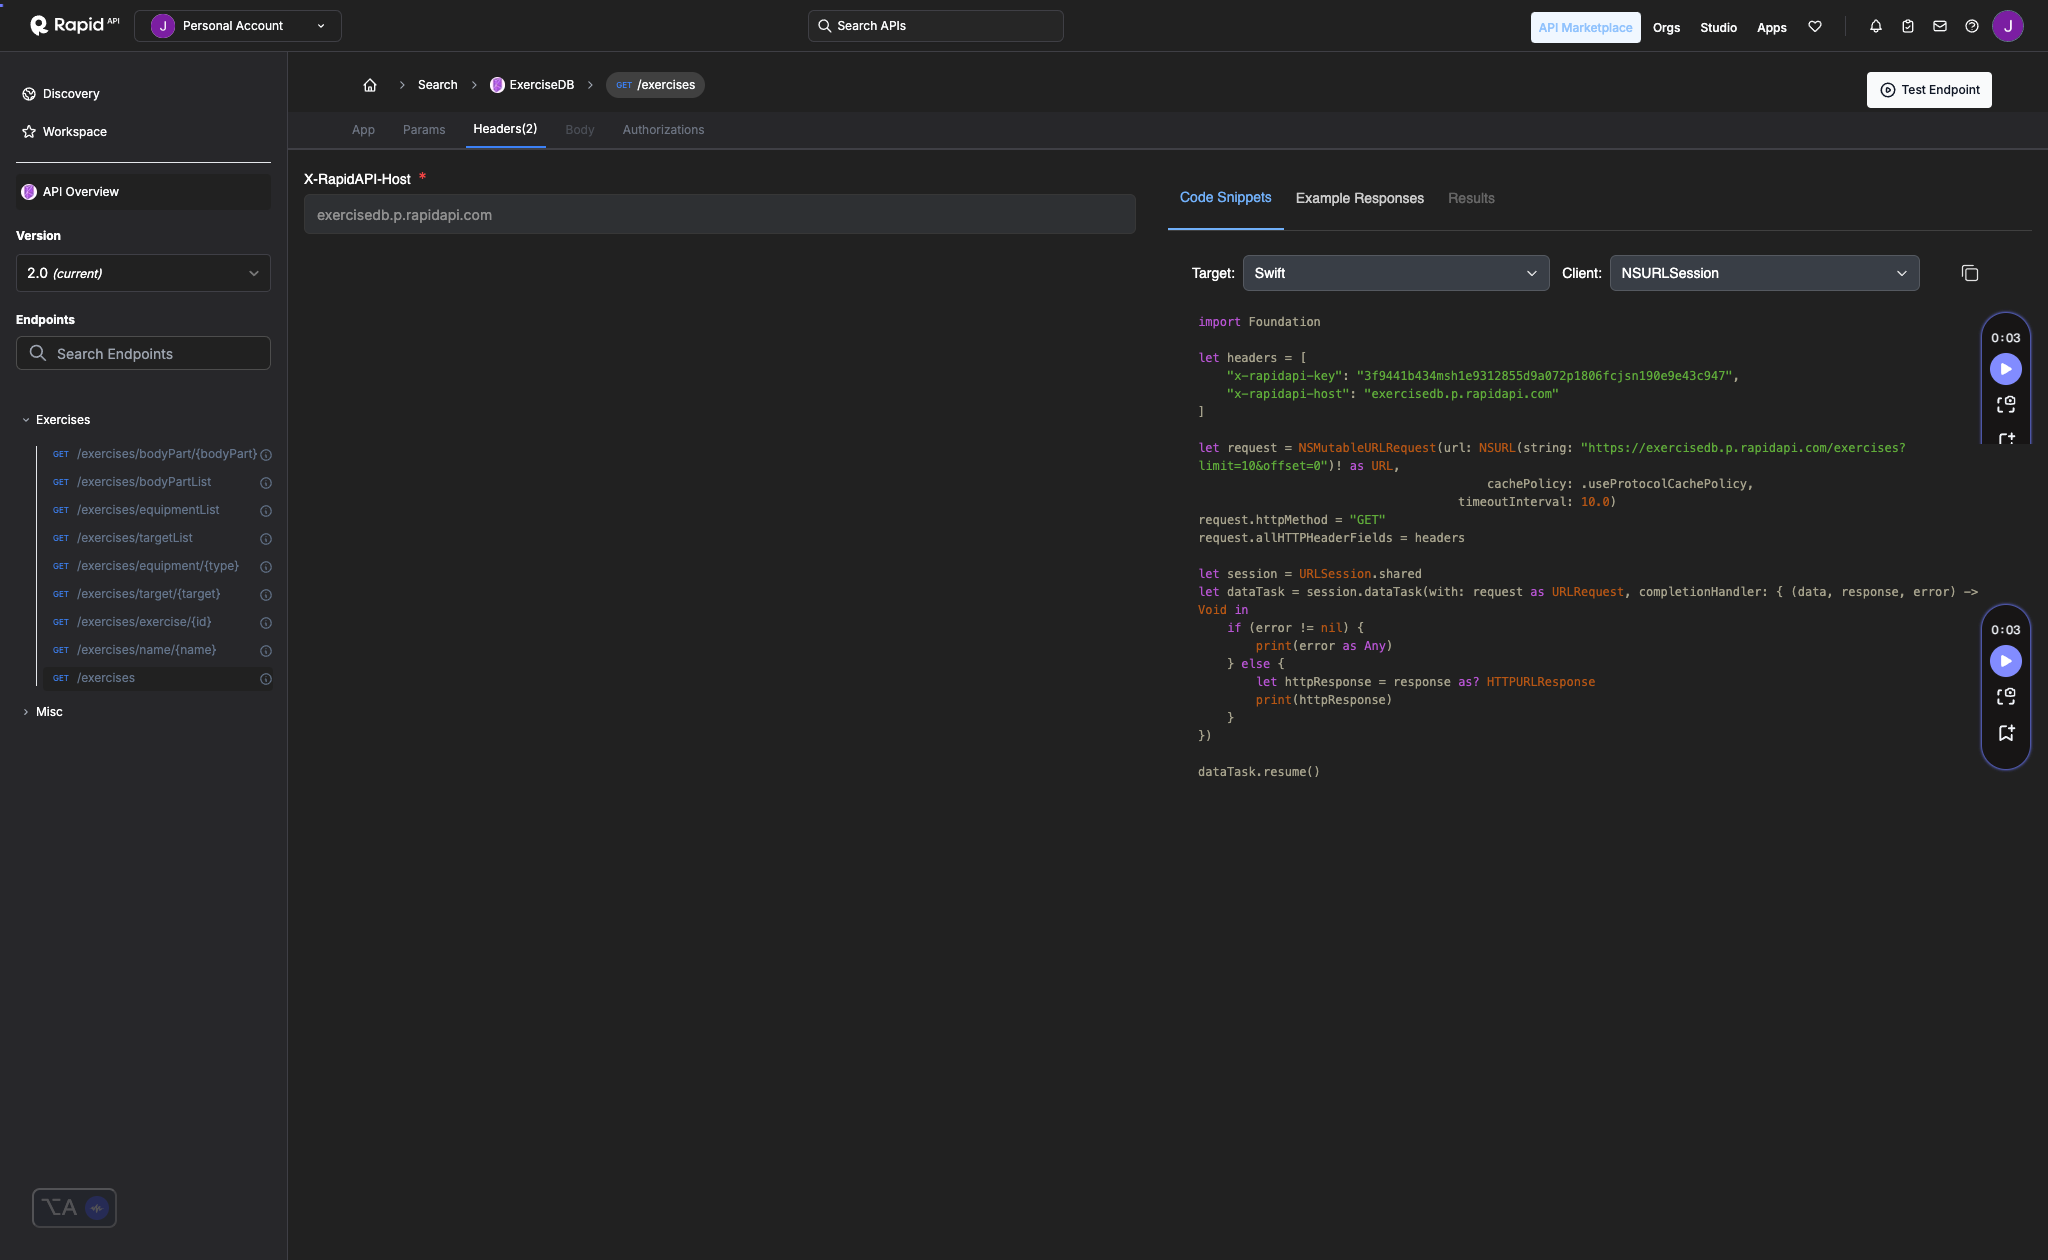 Rapid API
J Personal Account
Search APIs
API Marketplace
Orgs
Studio
Apps
J
Discovery
Workspace
API Overview
Version
2.0 (current)
Endpoints
Search Endpoints
Exercises
GET /exercises/bodyPart/{bodyPart}
GET /exercises/bodyPartList
GET /exercises/equipmentList
GET /exercises/targetList
GET /exercises/equipment/{type}
GET /exercises/target/{target}
GET /exercises/exercise/{id}
GET /exercises/name/{name}
GET /exercises
Misc
⌥A
Search
ExerciseDB
GET /exercises
Test Endpoint
App
Params
Headers(2)
Body
Authorizations
X-RapidAPI-Host *
exercisedb.p.rapidapi.com
Code Snippets
Example Responses
Results
Target: Swift
Client: NSURLSession
import Foundation
let headers = [
"x-rapidapi-key": "3f9441b434msh1e9312855d9a072p1806fcjsn190e9e43c947",
"x-rapidapi-host": "exercisedb.p.rapidapi.com"
]
let request = NSMutableURLRequest(url: NSURL(string: "https://exercisedb.p.rapidapi.com/exercises?
limit=10&offset=0")! as URL,
cachePolicy: .useProtocolCachePolicy,
timeoutInterval: 10.0)
request.httpMethod = "GET"
request.allHTTPHeaderFields = headers
let session = URLSession.shared
let dataTask = session.dataTask(with: request as URLRequest, completionHandler: { (data, response, error) ->
Void in
if (error != nil) {
print(error as Any)
} else {
let httpResponse = response as? HTTPURLResponse
print(httpResponse)
}
})
dataTask.resume()
0:03
0:03